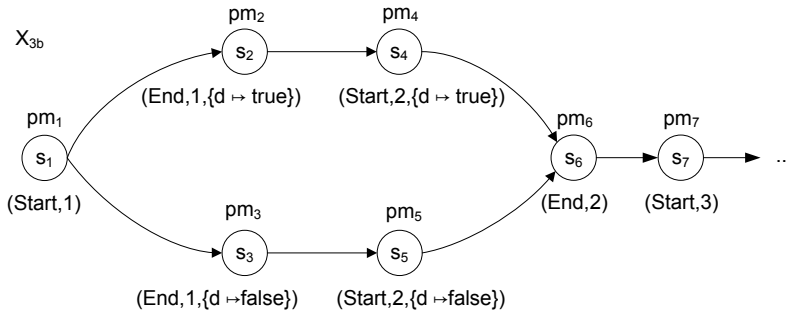 X3b
pm2
pm4
s2
s4
(End,1,{d ↦ true})
(Start,2,{d ↦ true})
pm1
pm6
pm7
s1
s6
s7
..
(Start,1)
(End,2)
(Start,3)
pm3
pm5
s3
s5
(End,1,{d ↦false})
(Start,2,{d ↦false})